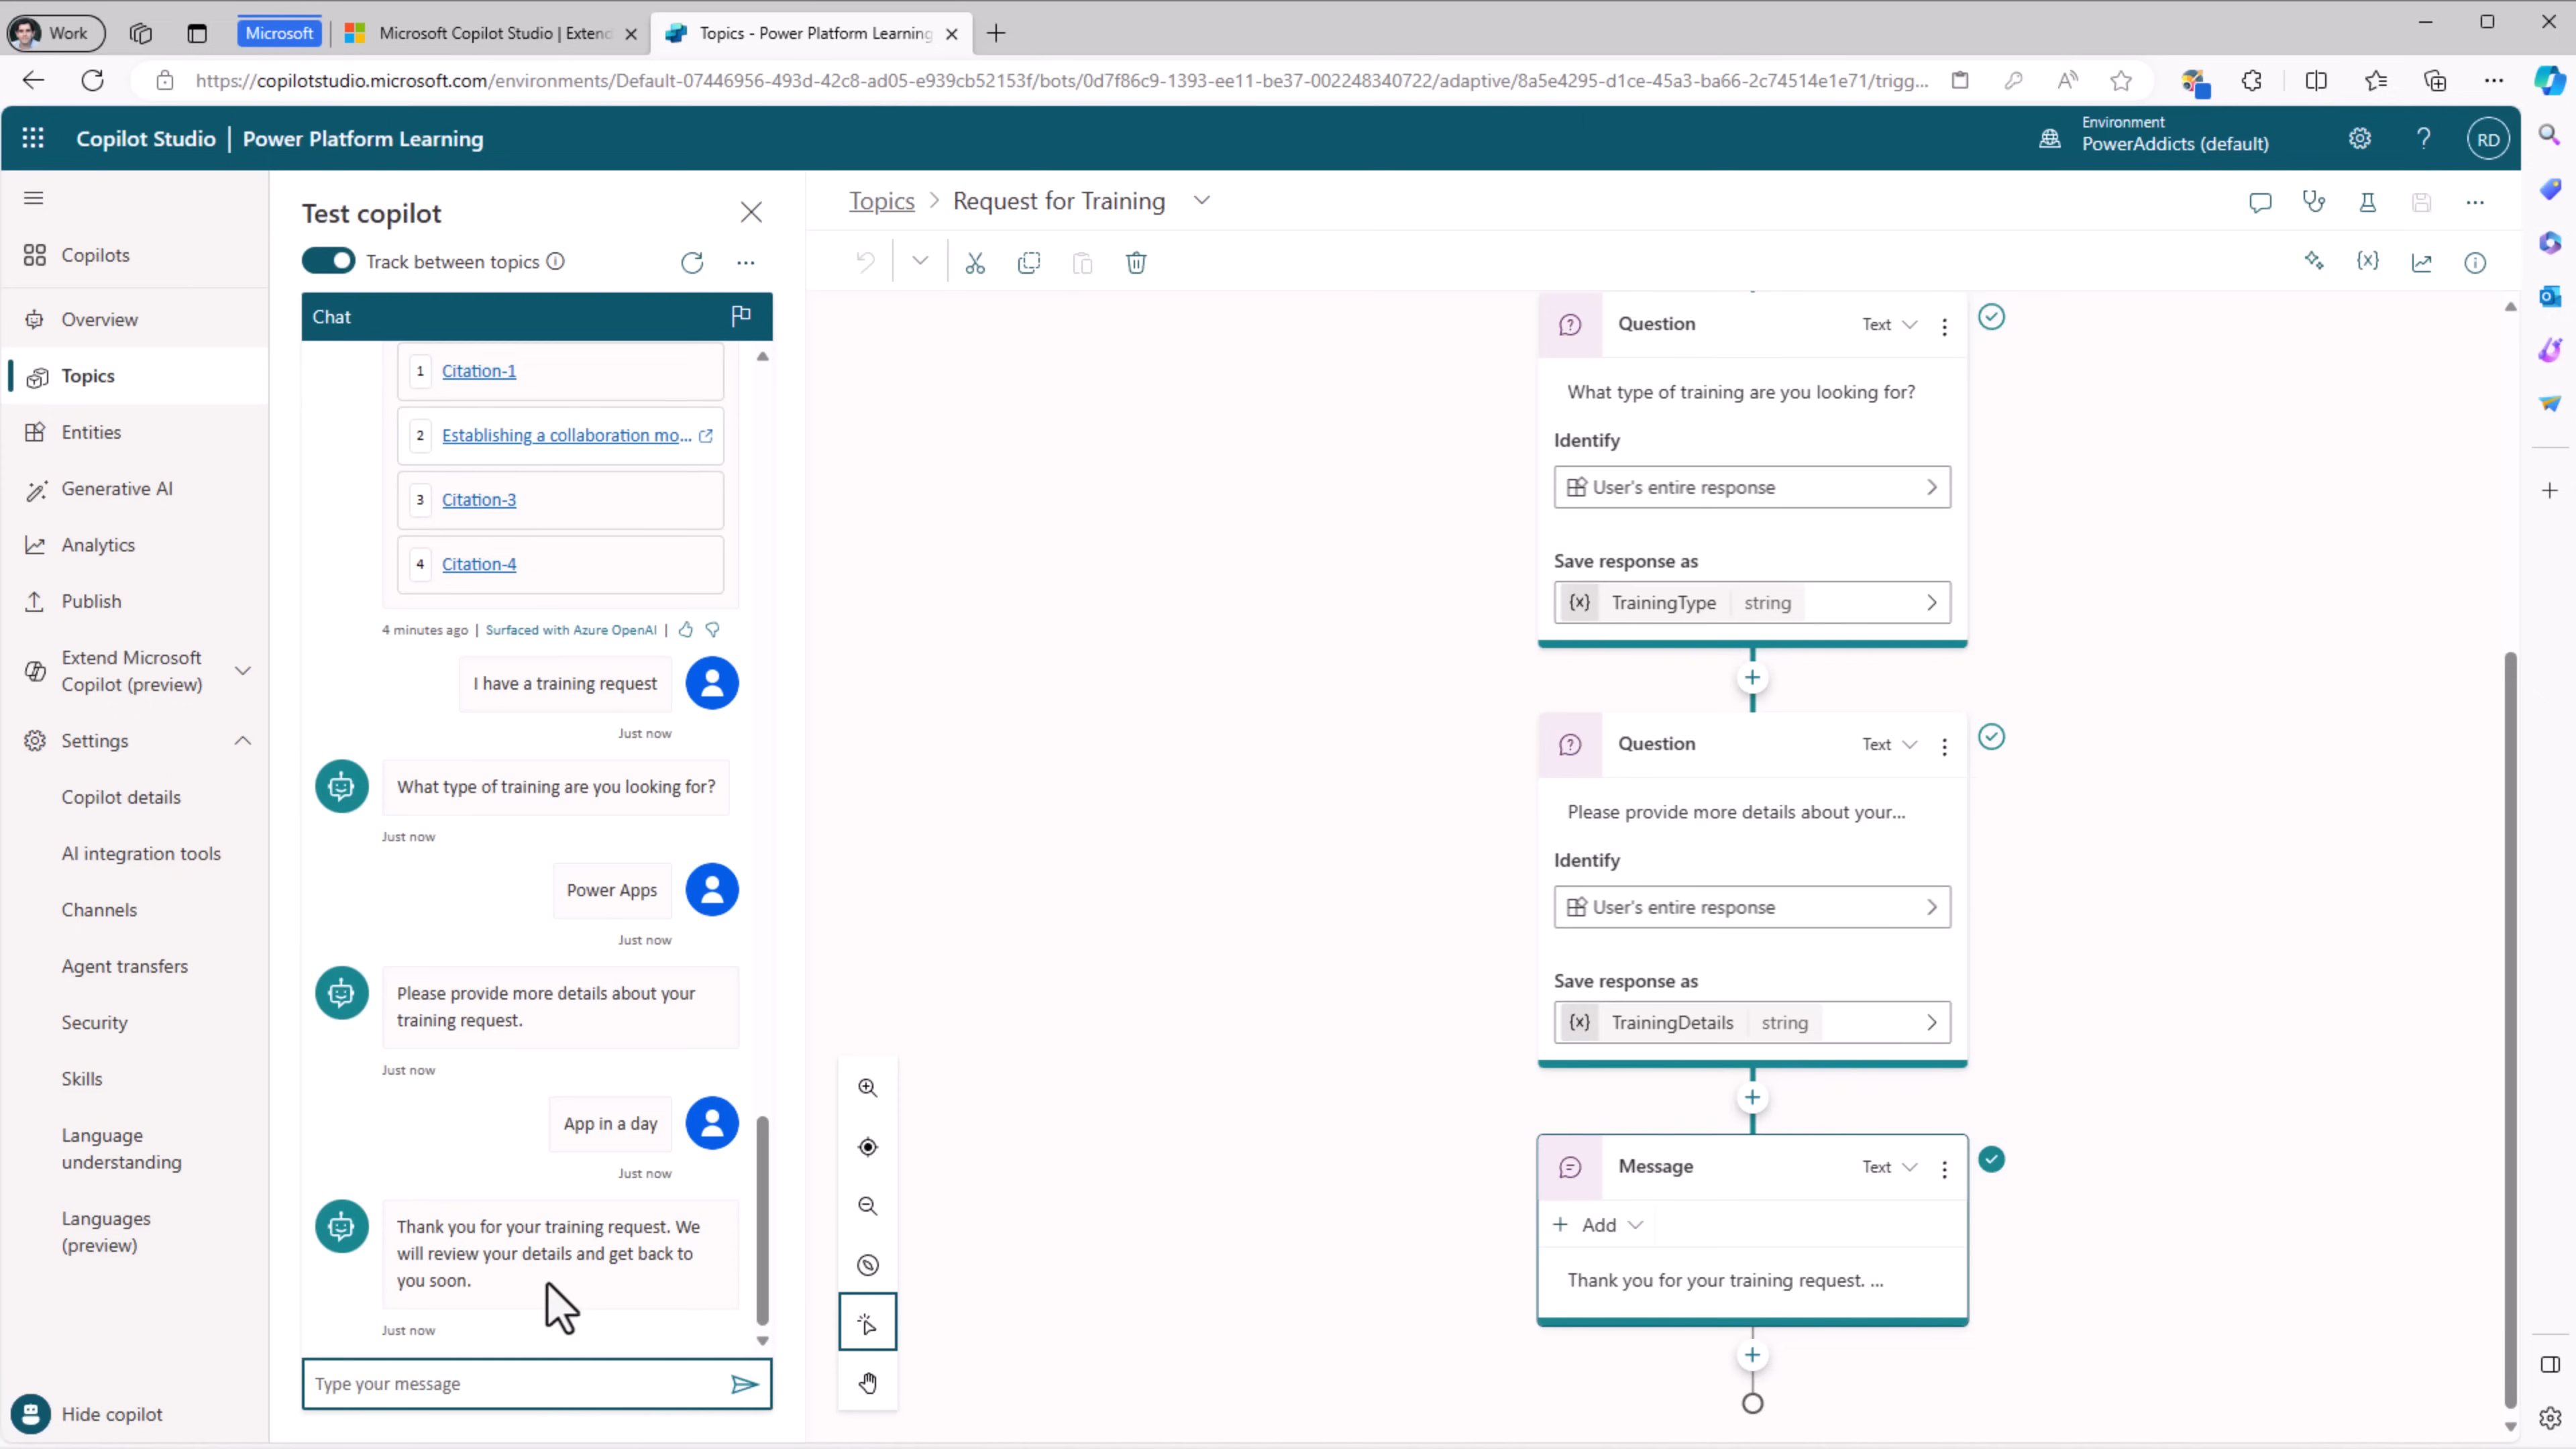 Work
Microsoft
Microsoft Copilot Studio | Extend
Topics - Power Platform Learning
https://copilotstudio.microsoft.com/environments/Default-07446956-493d-42c8-ad05-e939cb52153f/bots/0d7f86c9-1393-ee11-be37-002248340722/adaptive/8a5e4295-d1ce-45a3-ba66-2c74514e1e71/trigg...
Copilot Studio | Power Platform Learning
Environment
PowerAddicts (default)
RD
Copilots
Overview
Topics
Entities
Generative AI
Analytics
Publish
Extend Microsoft
Copilot (preview)
Settings
Copilot details
AI integration tools
Channels
Agent transfers
Security
Skills
Language
understanding
Languages
(preview)
Hide copilot
Test copilot
Track between topics
Chat
1 Citation-1
2 Establishing a collaboration mo...
3 Citation-3
4 Citation-4
4 minutes ago | Surfaced with Azure OpenAI |
I have a training request
Just now
What type of training are you looking for?
Just now
Power Apps
Just now
Please provide more details about your
training request.
Just now
App in a day
Just now
Thank you for your training request. We
will review your details and get back to
you soon.
Just now
Type your message
Topics > Request for Training
Question
Text
What type of training are you looking for?
Identify
User's entire response
Save response as
{x} TrainingType string
Question
Text
Please provide more details about your...
Identify
User's entire response
Save response as
{x} TrainingDetails string
Message
Text
+ Add
Thank you for your training request. ...